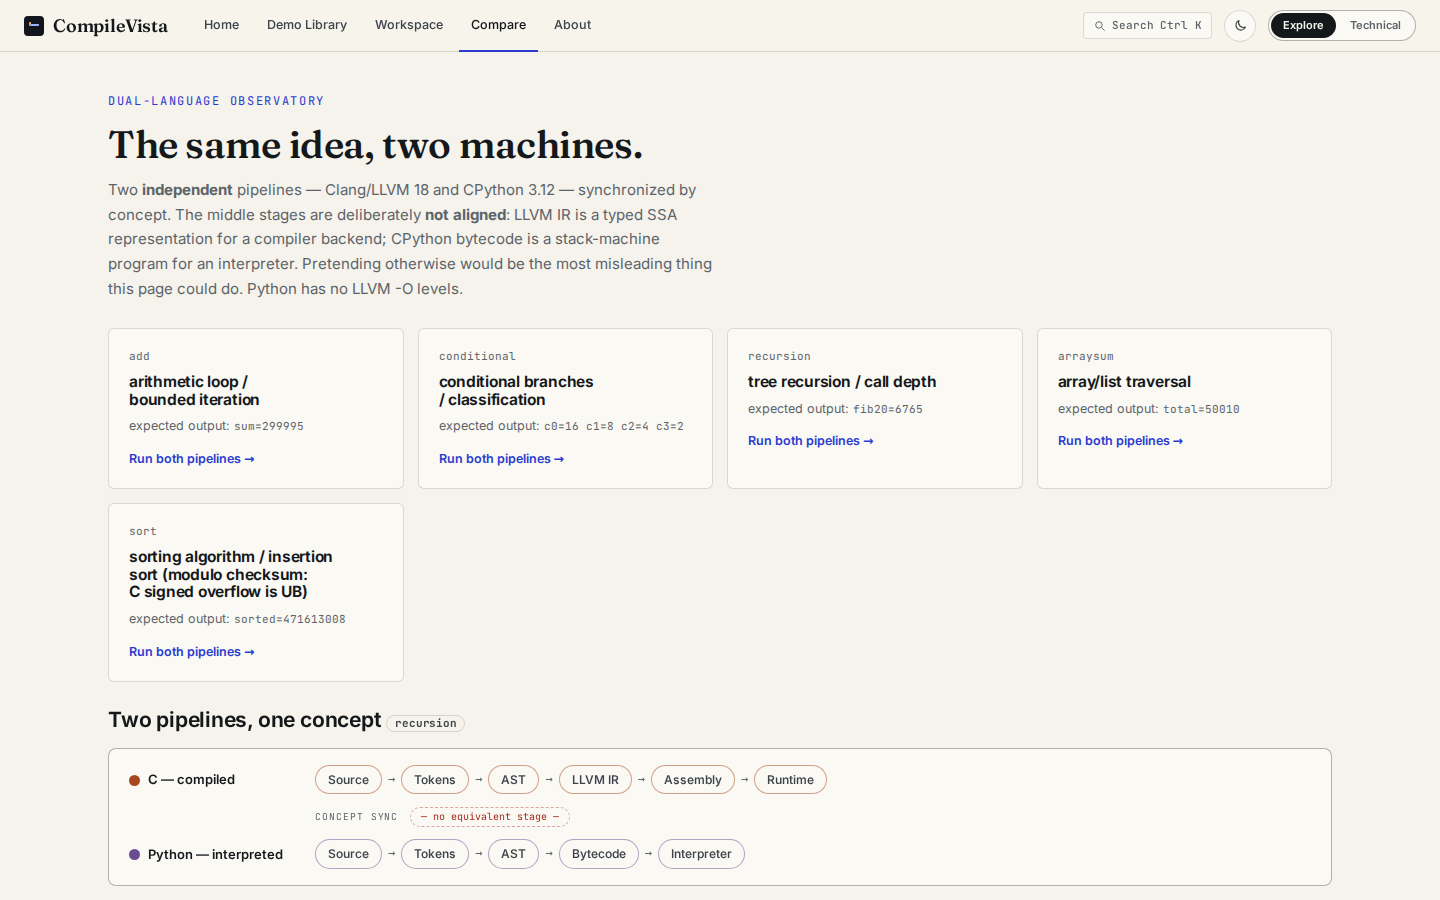 CompileVista
Home
Demo Library
Workspace
Compare
About
Search Ctrl K
Explore
Technical
DUAL-LANGUAGE OBSERVATORY
The same idea, two machines.
Two independent pipelines — Clang/LLVM 18 and CPython 3.12 — synchronized by
concept. The middle stages are deliberately not aligned: LLVM IR is a typed SSA
representation for a compiler backend; CPython bytecode is a stack-machine
program for an interpreter. Pretending otherwise would be the most misleading thing
this page could do. Python has no LLVM -O levels.
add
arithmetic loop /
bounded iteration
expected output: sum=299995
Run both pipelines →
conditional
conditional branches
/ classification
expected output: c0=16 c1=8 c2=4 c3=2
Run both pipelines →
recursion
tree recursion / call depth
expected output: fib20=6765
Run both pipelines →
arraysum
array/list traversal
expected output: total=50010
Run both pipelines →
sort
sorting algorithm / insertion
sort (modulo checksum:
C signed overflow is UB)
expected output: sorted=471613008
Run both pipelines →
Two pipelines, one concept recursion
C — compiled
Source → Tokens → AST → LLVM IR → Assembly → Runtime
CONCEPT SYNC — no equivalent stage —
Python — interpreted
Source → Tokens → AST → Bytecode → Interpreter